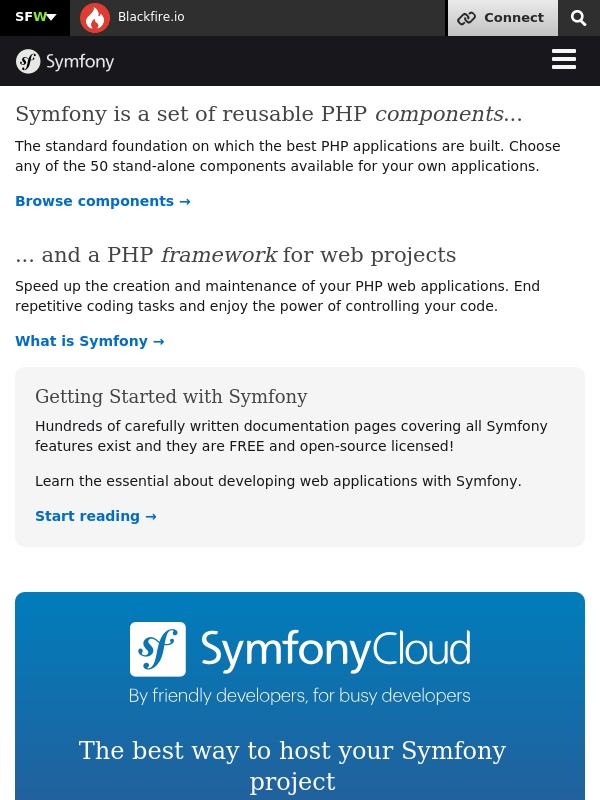 SFW Blackfire.io Connect
sf Symfony
Symfony is a set of reusable PHP components...
The standard foundation on which the best PHP applications are built. Choose
any of the 50 stand-alone components available for your own applications.
Browse components →
... and a PHP framework for web projects
Speed up the creation and maintenance of your PHP web applications. End
repetitive coding tasks and enjoy the power of controlling your code.
What is Symfony →
Getting Started with Symfony
Hundreds of carefully written documentation pages covering all Symfony
features exist and they are FREE and open-source licensed!
Learn the essential about developing web applications with Symfony.
Start reading →
sf SymfonyCloud
By friendly developers, for busy developers
The best way to host your Symfony
project